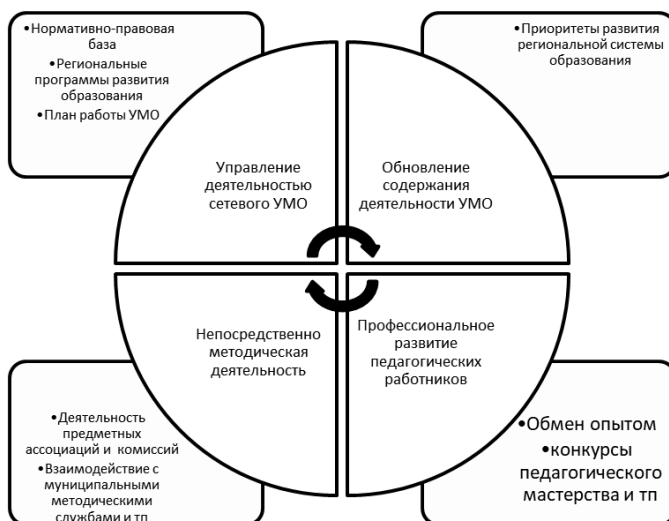 •Нормативно-правовая
база
•Региональные
программы развития
образования
•План работы УМО
•Приоритеты развития
региональной системы
образования
Управление
деятельностью
сетевого УМО
Обновление
содержания
деятельности УМО
Непосредственно
методическая
деятельность
Профессиональное
развитие
педагогических
работников
•Деятельность
предметных
ассоциаций и комиссий
•Взаимодействие с
муниципальными
методическими
службами и тп
•Обмен опытом
•конкурсы
педагогического
мастерства и тп